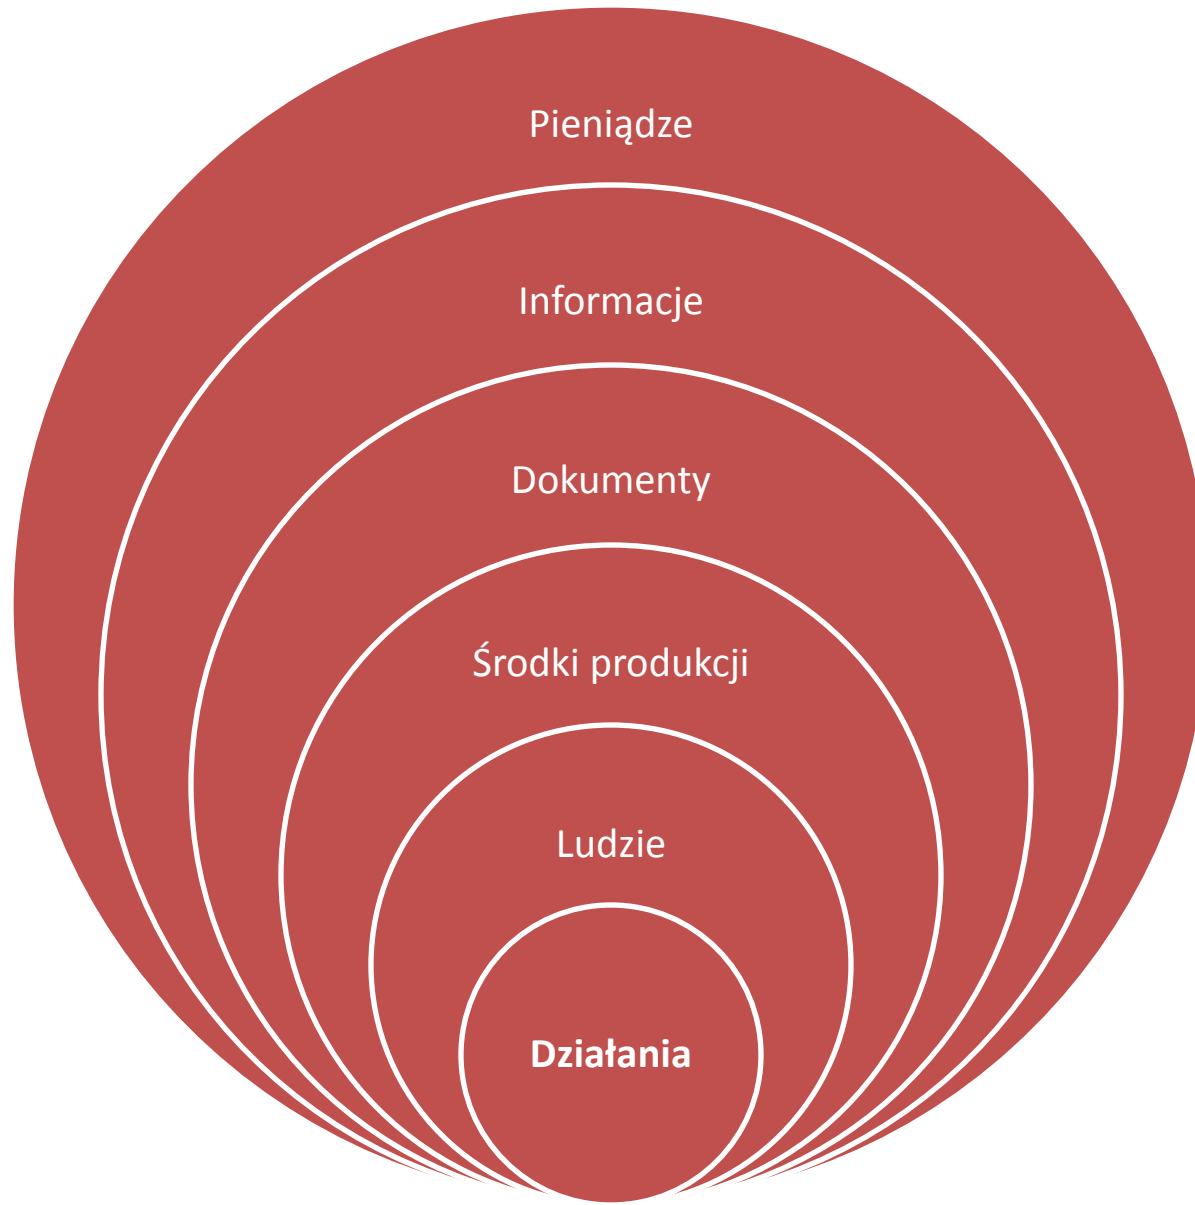 Pieniądze
Informacje
Dokumenty
Środki produkcji
Ludzie
Działania